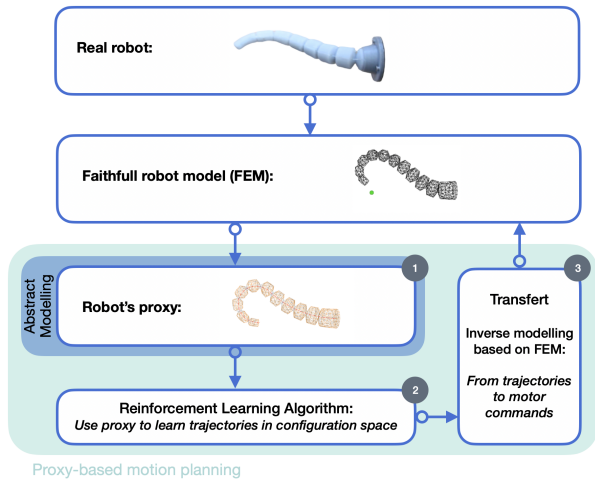 Real robot:
Faithfull robot model (FEM):
1
Abstract
Modelling
Robot's proxy:
2
Reinforcement Learning Algorithm:
Use proxy to learn trajectories in configuration space
3
Transfert
Inverse modelling
based on FEM:
From trajectories
to motor
commands
Proxy-based motion planning